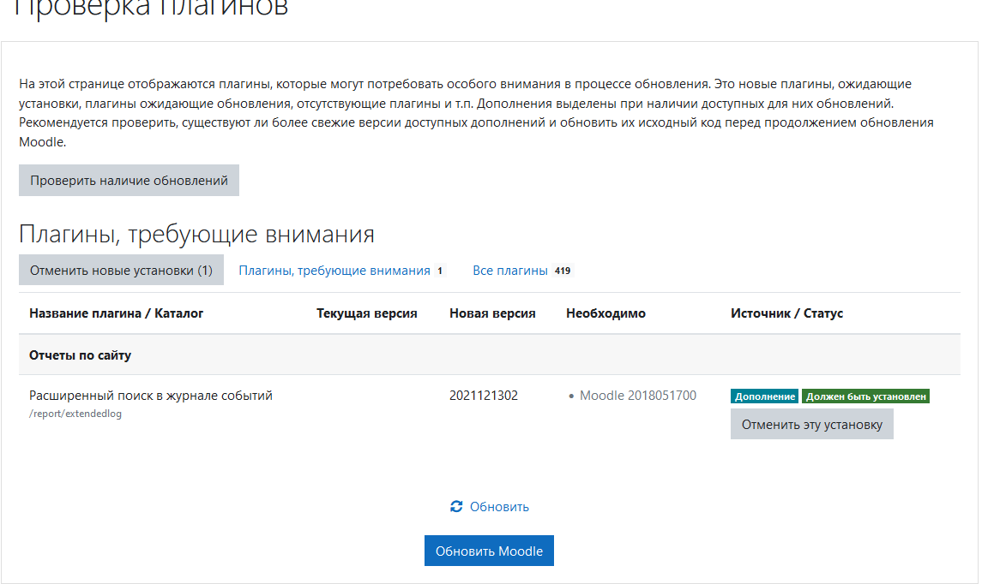 Проверка плагинов
На этой странице отображаются плагины, которые могут потребовать особого внимания в процессе обновления. Это новые плагины, ожидающие
установки, плагины ожидающие обновления, отсутствующие плагины и т.п. Дополнения выделены при наличии доступных для них обновлений.
Рекомендуется проверить, существуют ли более свежие версии доступных дополнений и обновить их исходный код перед продолжением обновления
Moodle.
Проверить наличие обновлений
Плагины, требующие внимания
Отменить новые установки (1) Плагины, требующие внимания 1 Все плагины 419
Название плагина / Каталог Текущая версия Новая версия Необходимо Источник / Статус
Отчеты по сайту
Расширенный поиск в журнале событий 2021121302 • Moodle 2018051700 Дополнение Должен быть установлен
/report/extendedlog
Отменить эту установку
Обновить
Обновить Moodle